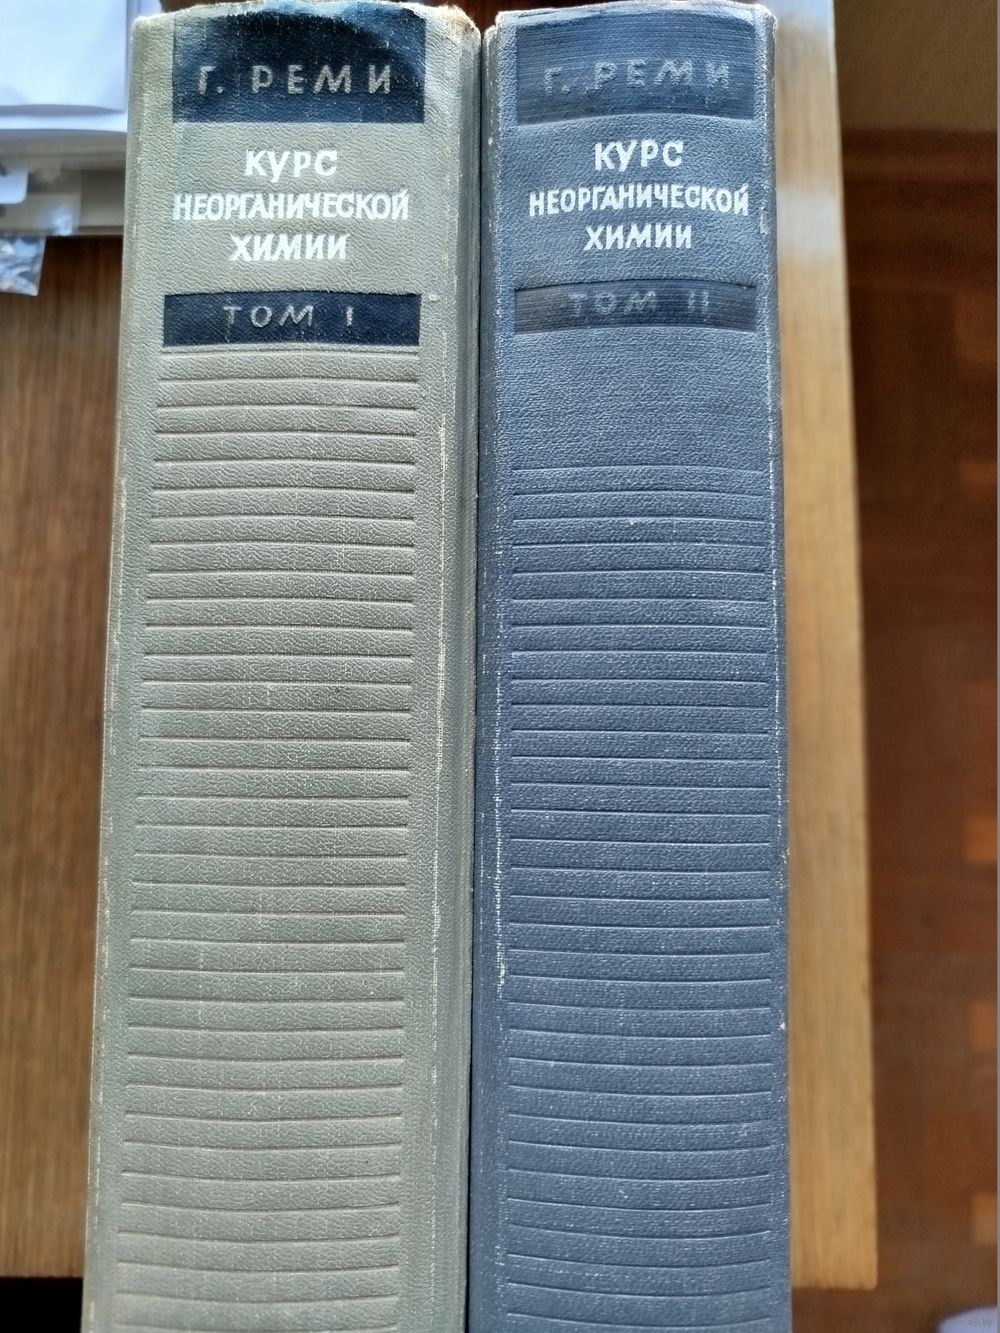 Г. РЕМИ
КУРС
НЕОРГАНИЧЕСКОЙ
ХИМИИ
ТОМ I
Г. РЕМИ
КУРС
НЕОРГАНИЧЕСКОЙ
ХИМИИ
ТОМ II